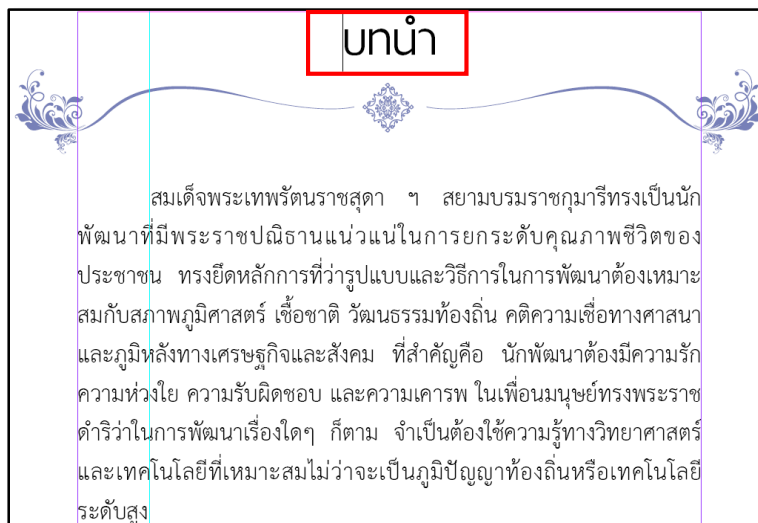 บทนำ
สมเด็จพระเทพรัตนราชสุดา ฯ สยามบรมราชกุมารีทรงเป็นนัก
พัฒนาที่มีพระราชปณิธานแน่วแน่ในการยกระดับคุณภาพชีวิตของ
ประชาชน ทรงยึดหลักการที่ว่ารูปแบบและวิธีการในการพัฒนาต้องเหมาะ
สมกับสภาพภูมิศาสตร์ เชื้อชาติ วัฒนธรรมท้องถิ่น คติความเชื่อทางศาสนา
และภูมิหลังทางเศรษฐกิจและสังคม ที่สำคัญคือ นักพัฒนาต้องมีความรัก
ความห่วงใย ความรับผิดชอบ และความเคารพ ในเพื่อนมนุษย์ทรงพระราช
ดำริว่าในการพัฒนาเรื่องใดๆ ก็ตาม จำเป็นต้องใช้ความรู้ทางวิทยาศาสตร์
และเทคโนโลยีที่เหมาะสมไม่ว่าจะเป็นภูมิปัญญาท้องถิ่นหรือเทคโนโลยี
ระดับสูง